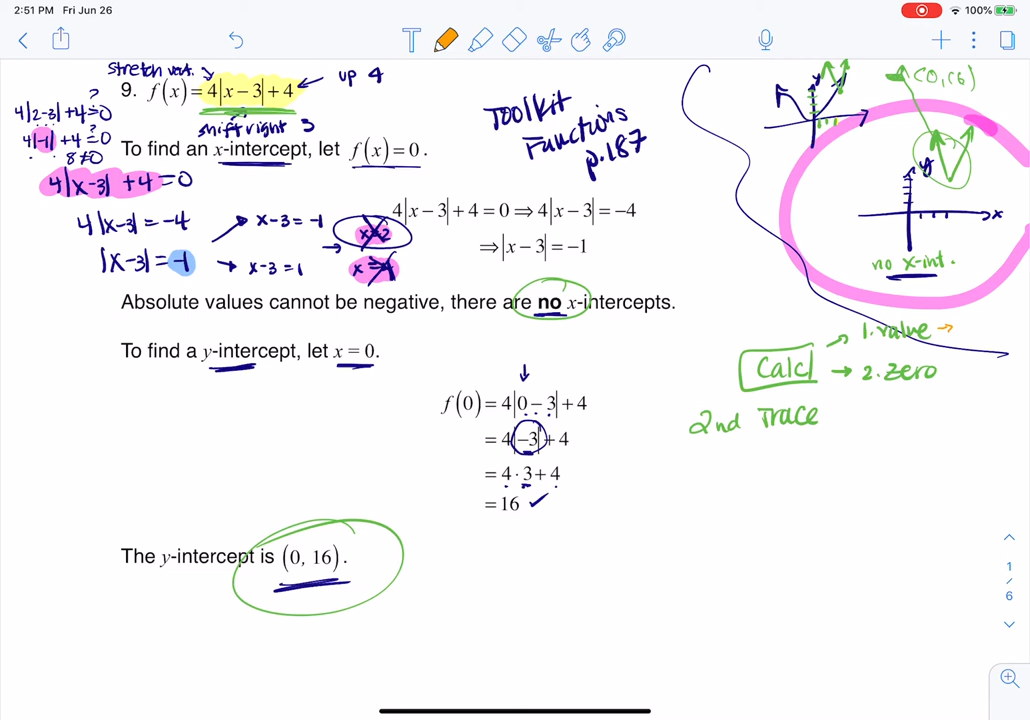 2:51 PM Fri Jun 26
100%
stretch vert.
up 4
9. f(x) = 4|x − 3| + 4
shift right 3
?
4|2-3| +4 = 0
?
4|-1| +4 = 0
8 ≠ 0
Toolkit
Functions
p.187
(0,16)
To find an x-intercept, let f(x) = 0.
4|x-3| +4 = 0
4|x-3| = -4
|x-3| = -1
x-3 = -1
x-3 = 1
x=2
4|x − 3| + 4 = 0 ⇒ 4|x − 3| = −4
⇒ |x − 3| = −1
y
x
y
no x-int.
Absolute values cannot be negative, there are no x-intercepts.
To find a y-intercept, let x = 0.
Calc
→ 1. value →
→ 2. zero
2nd Trace
f(0) = 4|0 − 3| + 4
= 4|−3| + 4
= 4 · 3 + 4
= 16 ✓
The y-intercept is (0, 16).
1
/
6